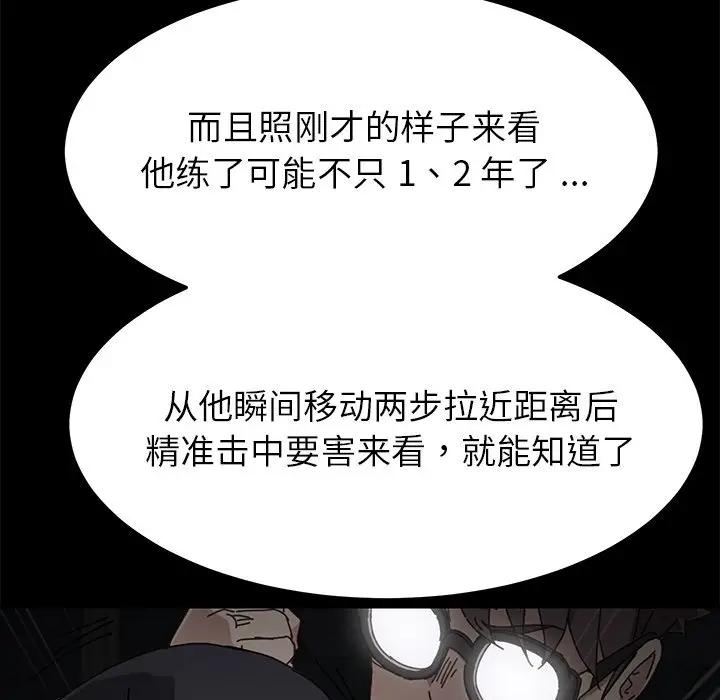 而且照刚才的样子来看
他练了可能不只 1、2 年了 ...
从他瞬间移动两步拉近距离后
精准击中要害来看，就能知道了